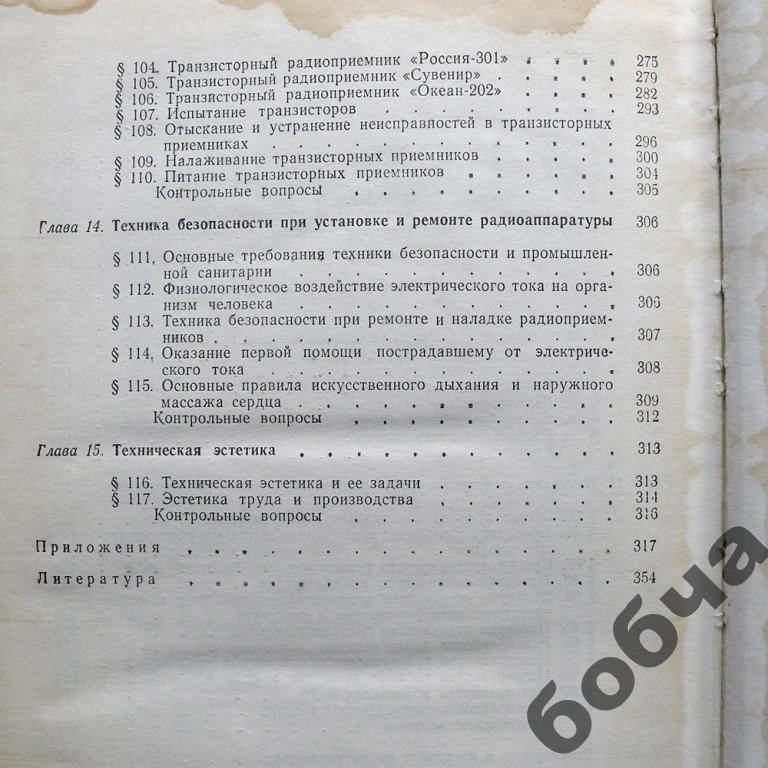 § 104. Транзисторный радиоприемник «Россия-301» . . . . 275
§ 105. Транзисторный радиоприемник «Сувенир» . . . . . 279
§ 106. Транзисторный радиоприемник «Океан-202» . . . . 282
§ 107. Испытание транзисторов . . . . . . . . . 293
§ 108. Отыскание и устранение неисправностей в транзисторных
приемниках . . . . . . . . . . . . 296
§ 109. Налаживание транзисторных приемников . . . . . 300
§ 110. Питание транзисторных приемников . . . . . . 304
Контрольные вопросы . . . . . . . . . . 305
Глава 14. Техника безопасности при установке и ремонте радиоаппаратуры 306
§ 111. Основные требования техники безопасности и промышлен-
ной санитарии . . . . . . . . . . . 306
§ 112. Физиологическое воздействие электрического тока на орга-
низм человека . . . . . . . . . . . 306
§ 113. Техника безопасности при ремонте и наладке радиоприем-
ников . . . . . . . . . . . . . . 307
§ 114. Оказание первой помощи пострадавшему от электриче-
ского тока . . . . . . . . . . . . 308
§ 115. Основные правила искусственного дыхания и наружного
массажа сердца . . . . . . . . . . . 309
Контрольные вопросы . . . . . . . . . . 312
Глава 15. Техническая эстетика . . . . . . . . . . . 313
§ 116. Техническая эстетика и ее задачи . . . . . . . 313
§ 117. Эстетика труда и производства . . . . . . . 314
Контрольные вопросы . . . . . . . . . . 316
Приложения . . . . . . . . . . . . . . . . 317
Литература . . . . . . . . . . . . . . . . 354
бобча